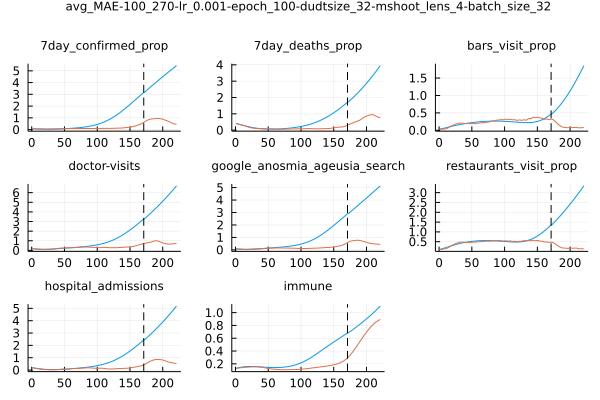 avg_MAE-100_270-lr_0.001-epoch_100-dudtsize_32-mshoot_lens_4-batch_size_32
7day_confirmed_prop
7day_deaths_prop
bars_visit_prop
5
4
3
2
1
0
0 50 100 150 200
4
3
2
1
0
0 50 100 150 200
1.5
1.0
0.5
0.0
0 50 100 150 200
doctor-visits
google_anosmia_ageusia_search
restaurants_visit_prop
6
5
4
3
2
1
0
0 50 100 150 200
5
4
3
2
1
0
0 50 100 150 200
3.0
2.5
2.0
1.5
1.0
0.5
0 50 100 150 200
hospital_admissions
immune
5
4
3
2
1
0
0 50 100 150 200
1.0
0.8
0.6
0.4
0.2
0 50 100 150 200